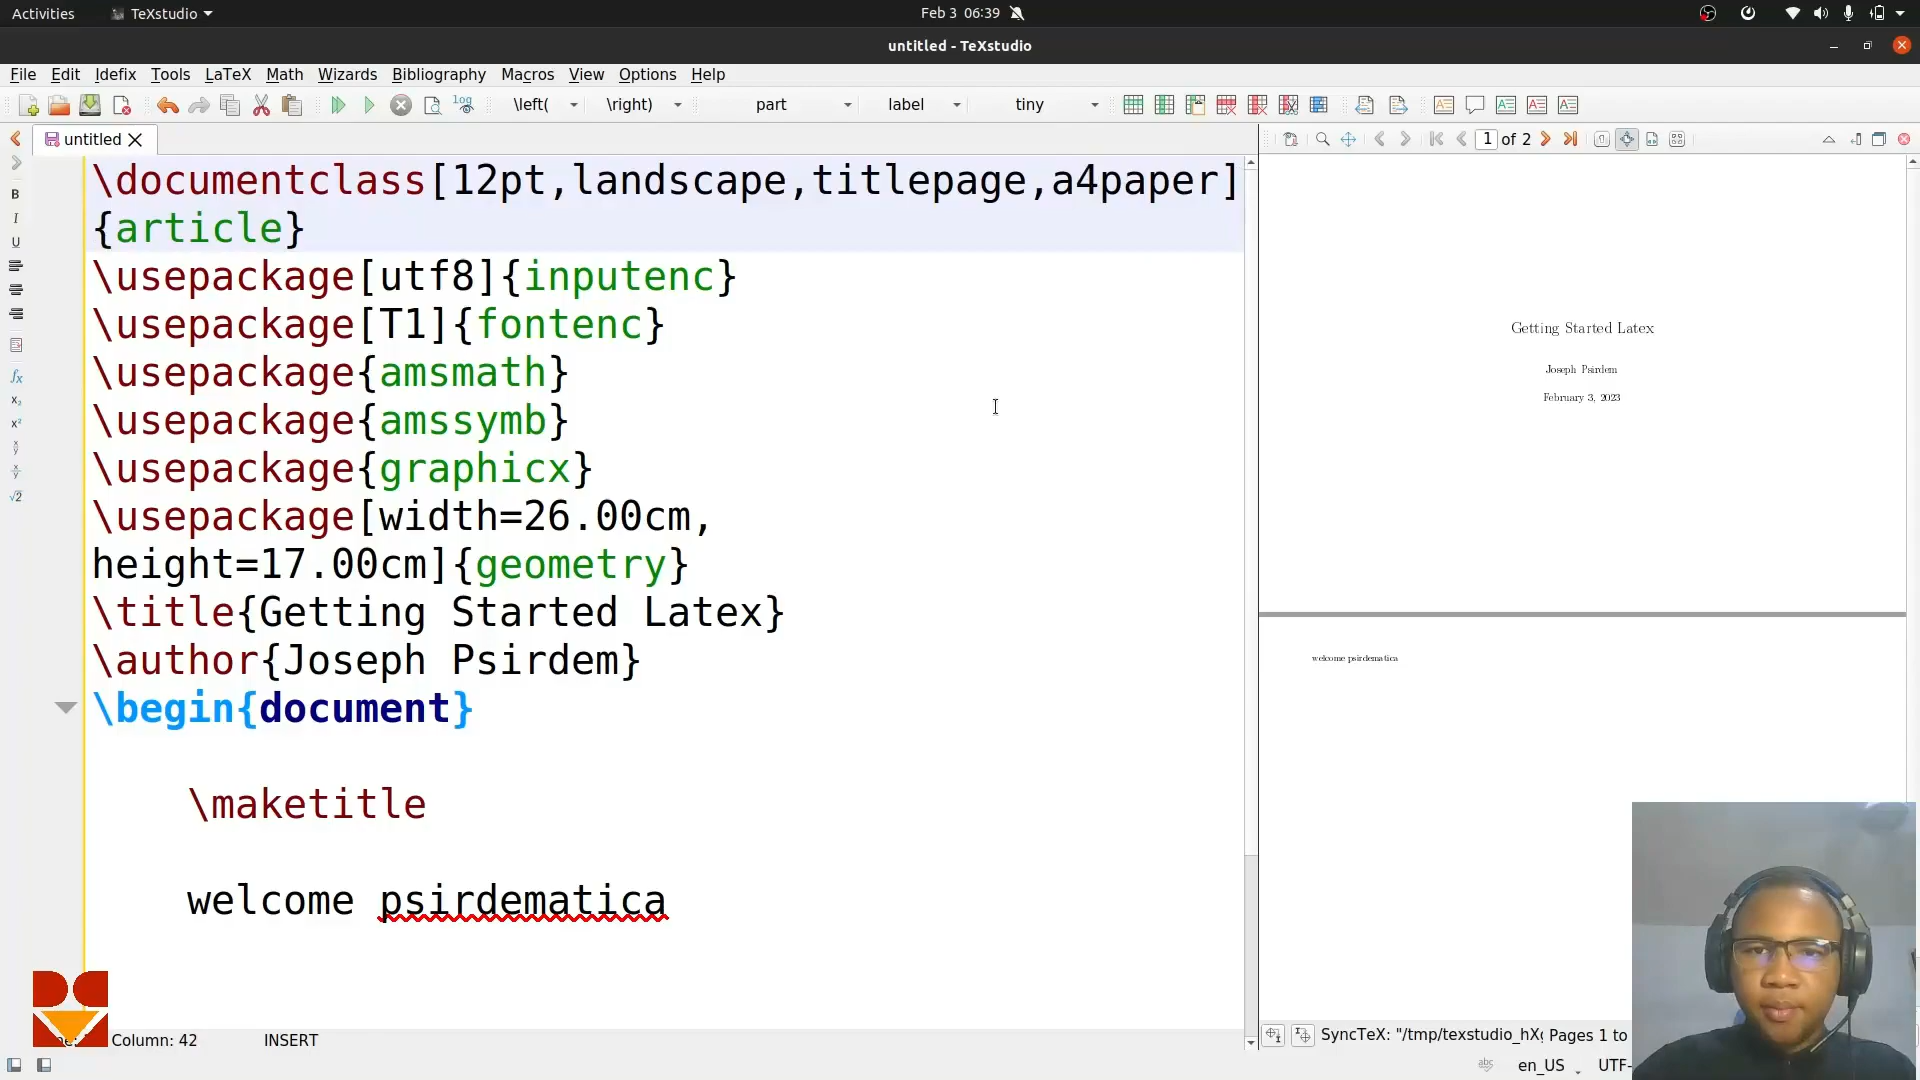 Activities TeXstudio Feb 3 06:39
untitled - TeXstudio
File Edit Idefix Tools LaTeX Math Wizards Bibliography Macros View Options Help
log \left( \right) part label tiny
untitled 1 of 2
B
I
U
\documentclass[12pt,landscape,titlepage,a4paper]
{article}
\usepackage[utf8]{inputenc}
\usepackage[T1]{fontenc}
\usepackage{amsmath}
\usepackage{amssymb}
\usepackage{graphicx}
\usepackage[width=26.00cm,
height=17.00cm]{geometry}
\title{Getting Started Latex}
\author{Joseph Psirdem}
\begin{document}
\maketitle
welcome psirdematica
Getting Started Latex
Joseph Psirdem
February 3, 2023
welcome psirdematica
Column: 42 INSERT
SyncTeX: "/tmp/texstudio_hX Pages 1 to
abc en_US UTF-